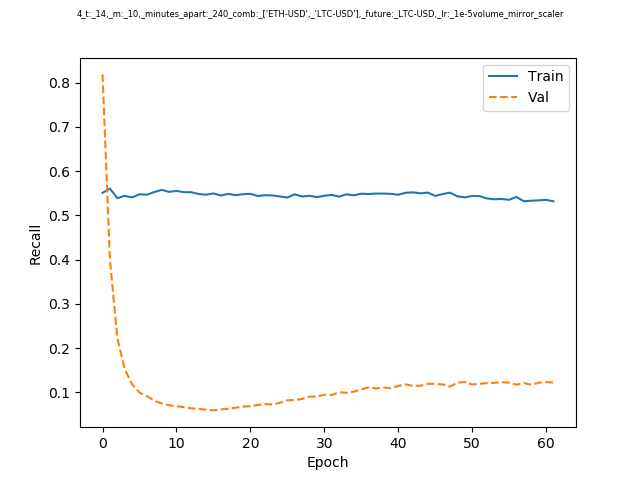 4_t:_14,_m:_10,_minutes_apart:_240_comb:_['ETH-USD',_'LTC-USD'],_future:_LTC-USD,_lr:_1e-5volume_mirror_scaler
Train
Val
0.8
0.7
0.6
0.5
0.4
0.3
0.2
0.1
Recall
0 10 20 30 40 50 60
Epoch